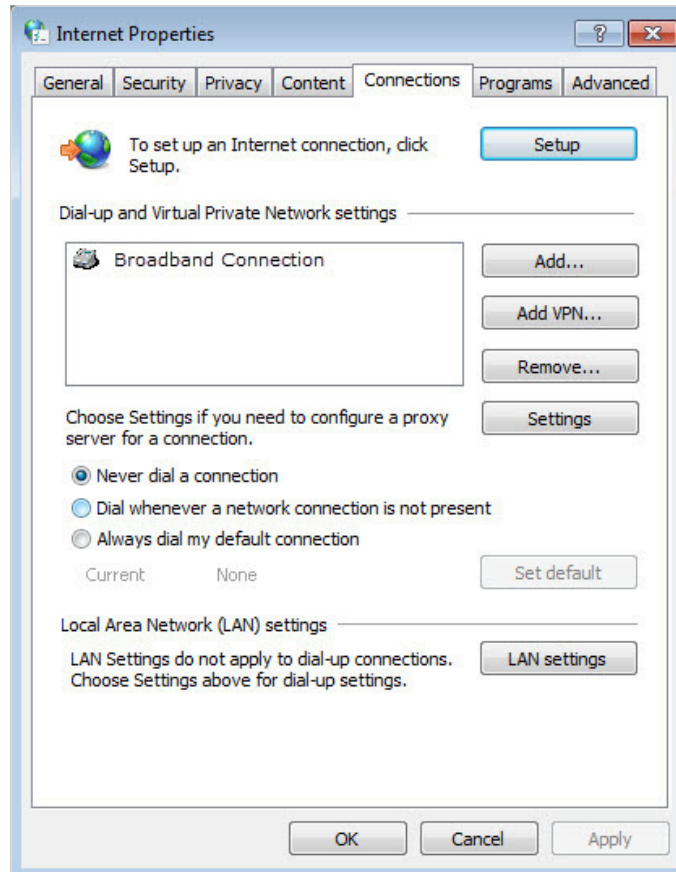 Internet Properties
General Security Privacy Content Connections Programs Advanced
To set up an Internet connection, click
Setup.
Setup
Dial-up and Virtual Private Network settings
Broadband Connection
Add...
Add VPN...
Remove...
Choose Settings if you need to configure a proxy
server for a connection.
Settings
Never dial a connection
Dial whenever a network connection is not present
Always dial my default connection
Current None
Set default
Local Area Network (LAN) settings
LAN Settings do not apply to dial-up connections.
Choose Settings above for dial-up settings.
LAN settings
OK Cancel Apply